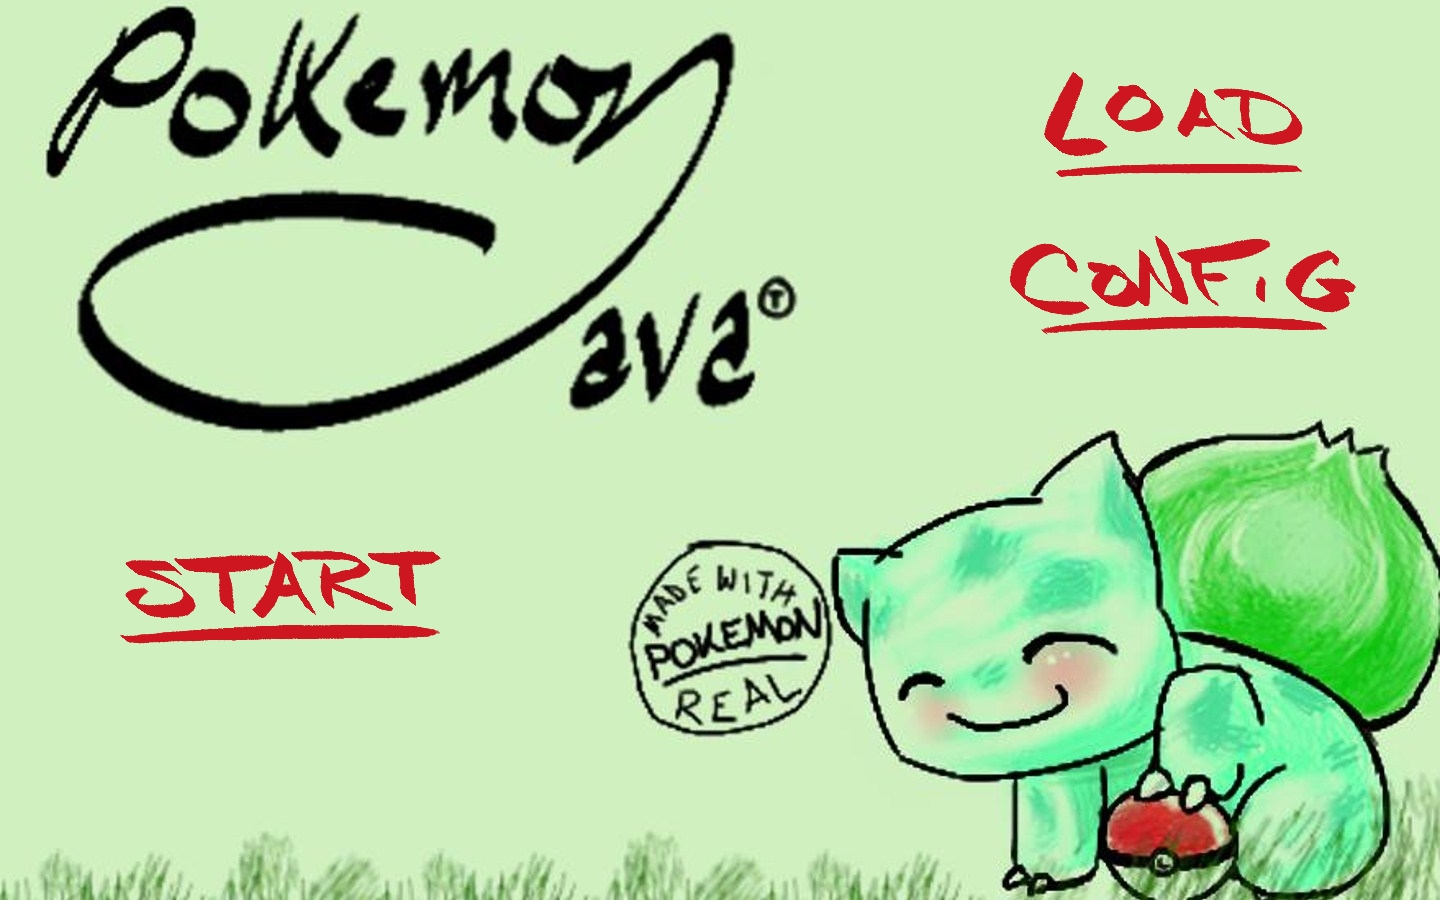 Pokemon
Java Ⓣ
LOAD
CONFiG
START
MADE WITH
POKEMON
REAL